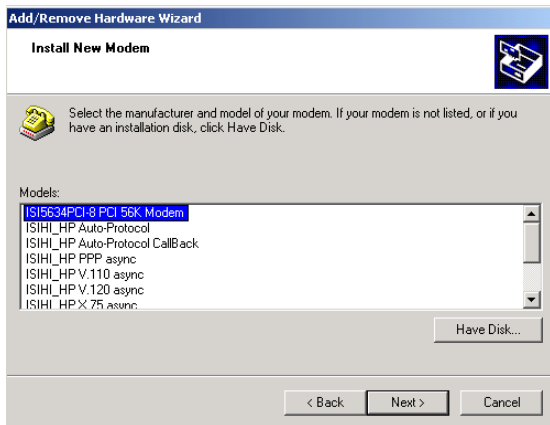 Add/Remove Hardware Wizard
Install New Modem
Select the manufacturer and model of your modem. If your modem is not listed, or if you
have an installation disk, click Have Disk.
Models:
ISI5634PCI-8 PCI 56K Modem
ISIHI_HP Auto-Protocol
ISIHI_HP Auto-Protocol CallBack
ISIHI_HP PPP async
ISIHI_HP V.110 async
ISIHI_HP V.120 async
ISIHI_HP X.75 async
Have Disk...
< Back
Next >
Cancel